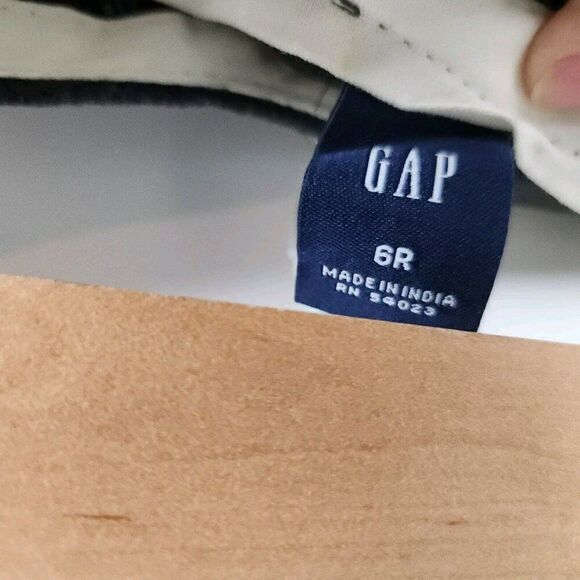 GAP
6R
MADE IN INDIA
RN 54023